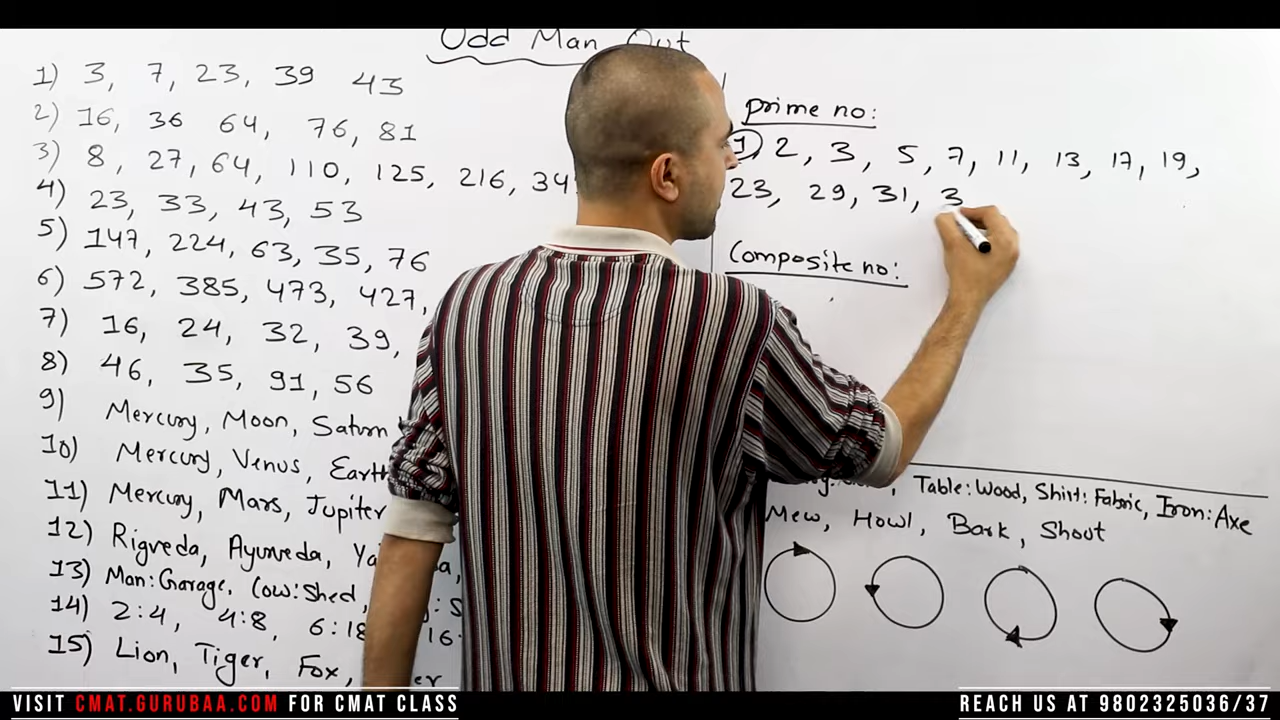 Odd Man Out
1) 3, 7, 23, 39 43
2) 16, 36 64, 76, 81
3) 8, 27, 64, 110, 125, 216, 34
4) 23, 33, 43, 53
5) 147, 224, 63, 35, 76
6) 572, 385, 473, 427,
7) 16, 24, 32, 39,
8) 46, 35, 91, 56
9) Mercury, Moon, Saturn
10) Mercury, Venus, Earth
11) Mercury, Mars, Jupiter
12) Rigveda, Ayurveda,
13) Man:Garage, Cow:Shed,
14) 2:4, 4:8, 6:18 16
15) Lion, Tiger, Fox,
prime no:
1) 2, 3, 5, 7, 11, 13, 17, 19,
23, 29, 31, 3
Composite no:
Table:Wood, Shirt:Fabric, Iron:Axe
Mew, Howl, Bark, Shout
VISIT CMAT.GURUBAA.COM FOR CMAT CLASS
REACH US AT 9802325036/37